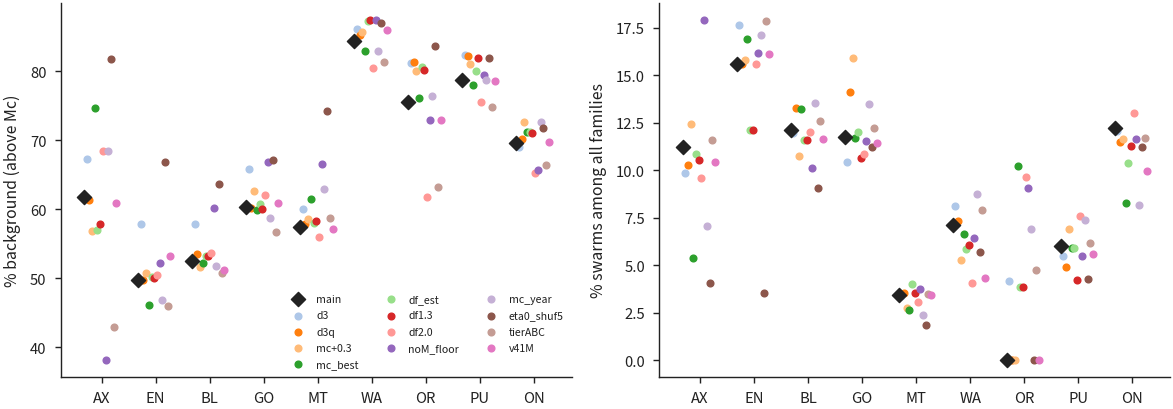 % background (above Mc)
80
70
60
50
40
AX EN BL GO MT WA OR PU ON
main
d3
d3q
mc+0.3
mc_best
df_est
df1.3
df2.0
noM_floor
mc_year
eta0_shuf5
tierABC
v41M
% swarms among all families
17.5
15.0
12.5
10.0
7.5
5.0
2.5
0.0
AX EN BL GO MT WA OR PU ON